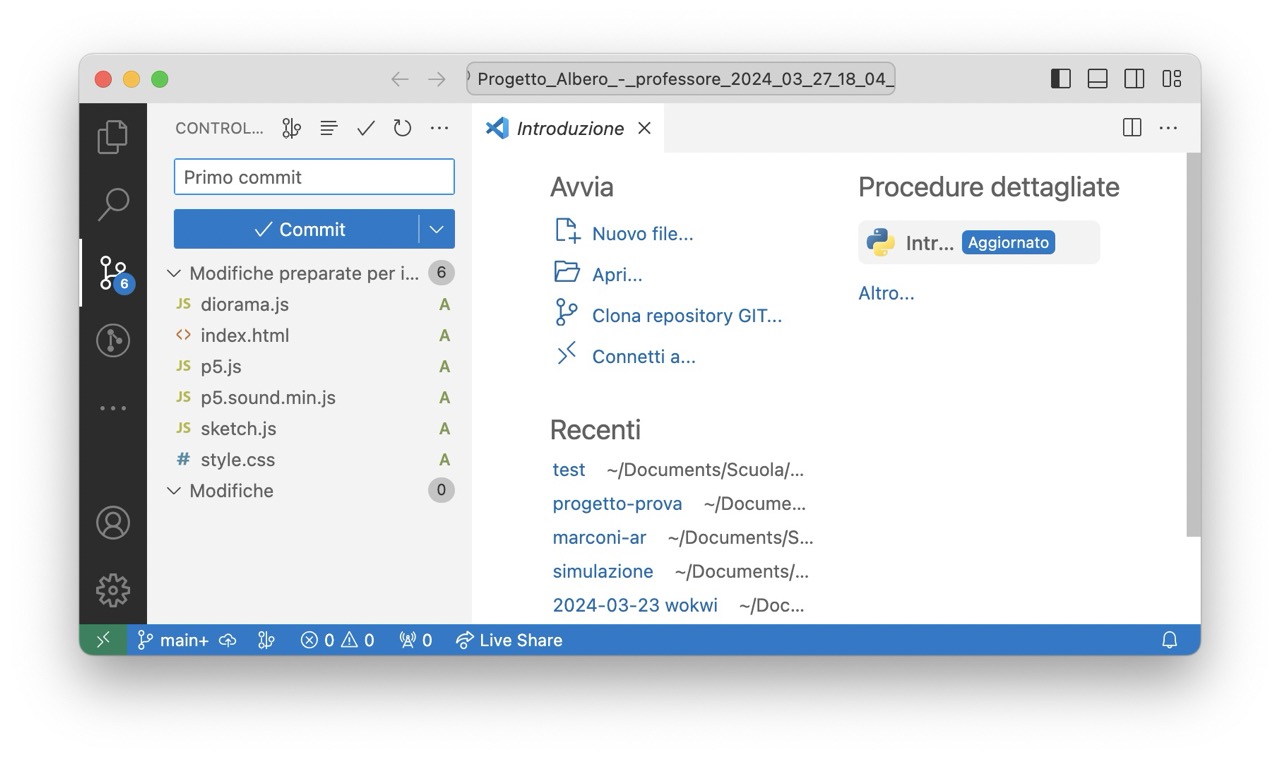 Progetto_Albero_-_professore_2024_03_27_18_04_
CONTROL...
Primo commit
Commit
Modifiche preparate per i... 6
JS diorama.js A
<> index.html A
JS p5.js A
JS p5.sound.min.js A
JS sketch.js A
# style.css A
Modifiche 0
6
Introduzione
Avvia
Nuovo file...
Apri...
Clona repository GIT...
Connetti a...
Recenti
test ~/Documents/Scuola/...
progetto-prova ~/Docume...
marconi-ar ~/Documents/S...
simulazione ~/Documents/...
2024-03-23 wokwi ~/Doc...
Procedure dettagliate
Intr... Aggiornato
Altro...
main+ 0 0 0 Live Share